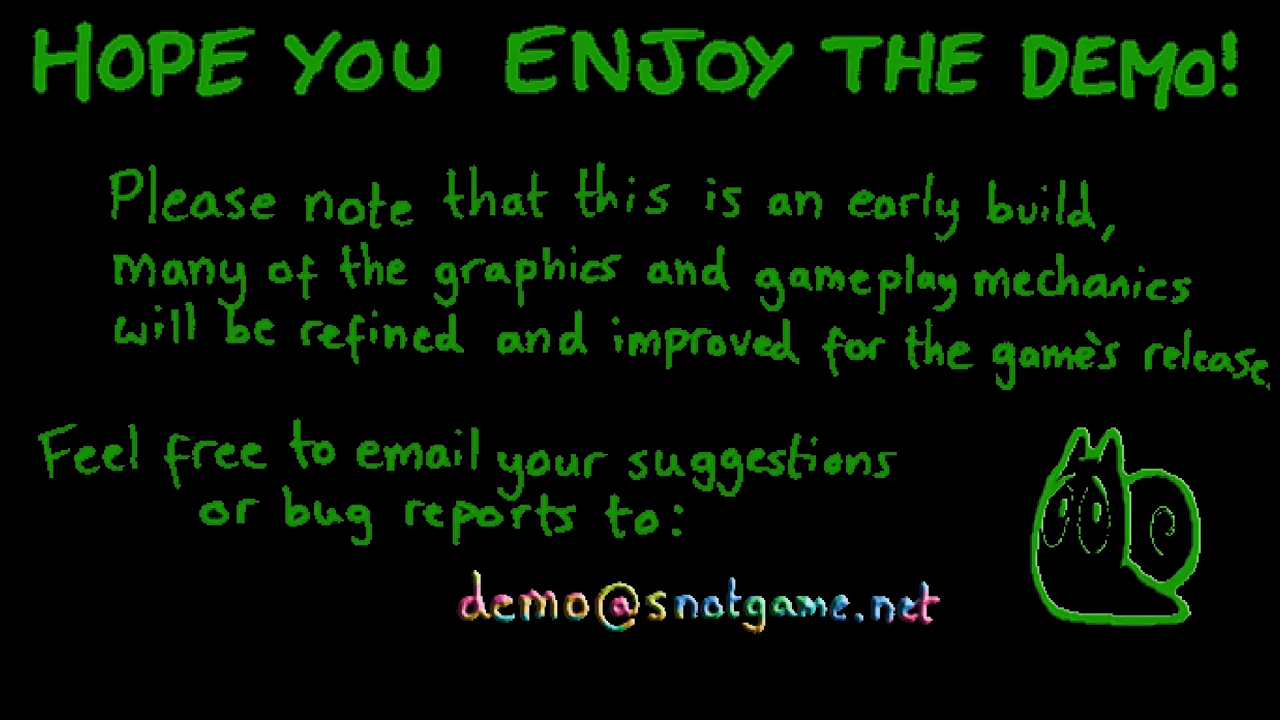 HOPE YOU ENJOY THE DEMO!
Please note that this is an early build,
many of the graphics and gameplay mechanics
will be refined and improved for the game's release.
Feel free to email your suggestions
or bug reports to:
demo@snotgame.net